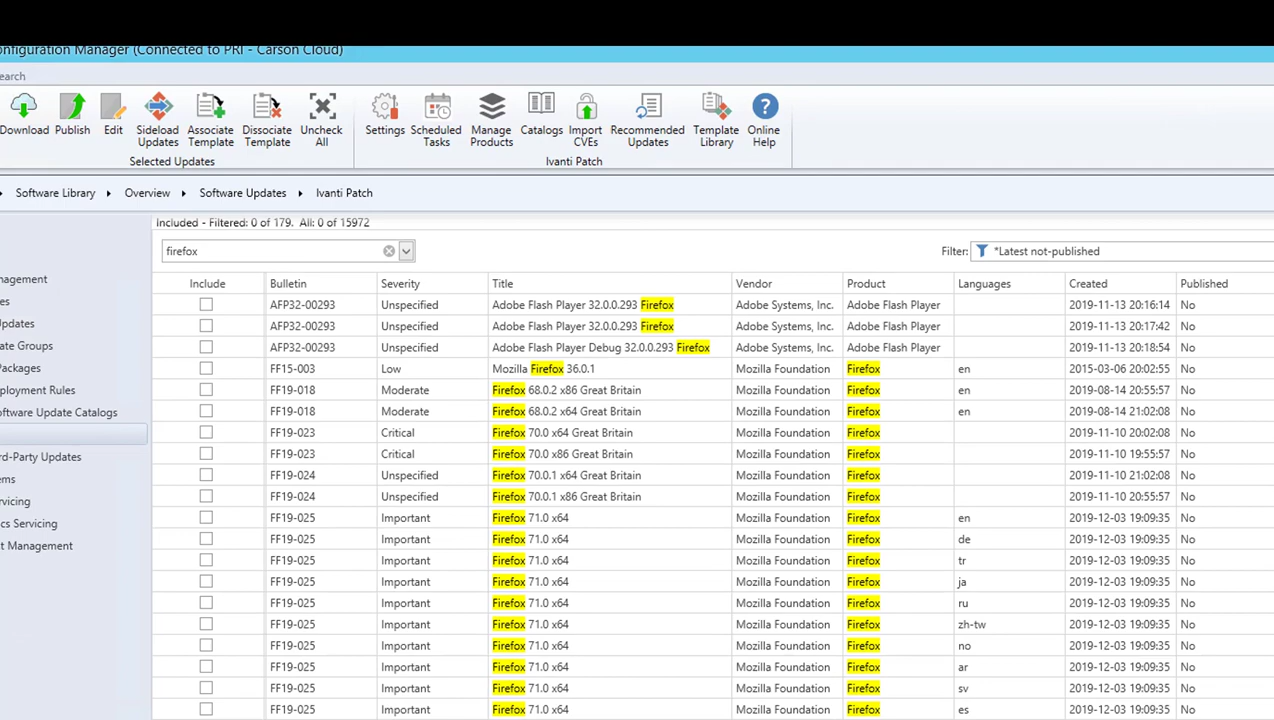 onfiguration Manager (Connected to PRI - Carson Cloud)
earch
Download Publish Edit Sideload Updates Associate Template Dissociate Template Uncheck All Settings Scheduled Tasks Manage Products Catalogs Import CVEs Recommended Updates Template Library Online Help
Selected Updates Ivanti Patch
Software Library Overview Software Updates Ivanti Patch
Included - Filtered: 0 of 179. All: 0 of 15972
firefox Filter: *Latest not-published
nagement
es
Updates
ate Groups
Packages
ployment Rules
oftware Update Catalogs
rd-Party Updates
ems
rvicing
cs Servicing
t Management
Include Bulletin Severity Title Vendor Product Languages Created Published
AFP32-00293 Unspecified Adobe Flash Player 32.0.0.293 Firefox Adobe Systems, Inc. Adobe Flash Player 2019-11-13 20:16:14 No
AFP32-00293 Unspecified Adobe Flash Player 32.0.0.293 Firefox Adobe Systems, Inc. Adobe Flash Player 2019-11-13 20:17:42 No
AFP32-00293 Unspecified Adobe Flash Player Debug 32.0.0.293 Firefox Adobe Systems, Inc. Adobe Flash Player 2019-11-13 20:18:54 No
FF15-003 Low Mozilla Firefox 36.0.1 Mozilla Foundation Firefox en 2015-03-06 20:02:55 No
FF19-018 Moderate Firefox 68.0.2 x86 Great Britain Mozilla Foundation Firefox en 2019-08-14 20:55:57 No
FF19-018 Moderate Firefox 68.0.2 x64 Great Britain Mozilla Foundation Firefox en 2019-08-14 21:02:08 No
FF19-023 Critical Firefox 70.0 x64 Great Britain Mozilla Foundation Firefox 2019-11-10 20:02:08 No
FF19-023 Critical Firefox 70.0 x86 Great Britain Mozilla Foundation Firefox 2019-11-10 19:55:57 No
FF19-024 Unspecified Firefox 70.0.1 x64 Great Britain Mozilla Foundation Firefox 2019-11-10 21:02:08 No
FF19-024 Unspecified Firefox 70.0.1 x86 Great Britain Mozilla Foundation Firefox 2019-11-10 20:55:57 No
FF19-025 Important Firefox 71.0 x64 Mozilla Foundation Firefox en 2019-12-03 19:09:35 No
FF19-025 Important Firefox 71.0 x64 Mozilla Foundation Firefox de 2019-12-03 19:09:35 No
FF19-025 Important Firefox 71.0 x64 Mozilla Foundation Firefox tr 2019-12-03 19:09:35 No
FF19-025 Important Firefox 71.0 x64 Mozilla Foundation Firefox ja 2019-12-03 19:09:35 No
FF19-025 Important Firefox 71.0 x64 Mozilla Foundation Firefox ru 2019-12-03 19:09:35 No
FF19-025 Important Firefox 71.0 x64 Mozilla Foundation Firefox zh-tw 2019-12-03 19:09:35 No
FF19-025 Important Firefox 71.0 x64 Mozilla Foundation Firefox no 2019-12-03 19:09:35 No
FF19-025 Important Firefox 71.0 x64 Mozilla Foundation Firefox ar 2019-12-03 19:09:35 No
FF19-025 Important Firefox 71.0 x64 Mozilla Foundation Firefox sv 2019-12-03 19:09:35 No
FF19-025 Important Firefox 71.0 x64 Mozilla Foundation Firefox es 2019-12-03 19:09:35 No